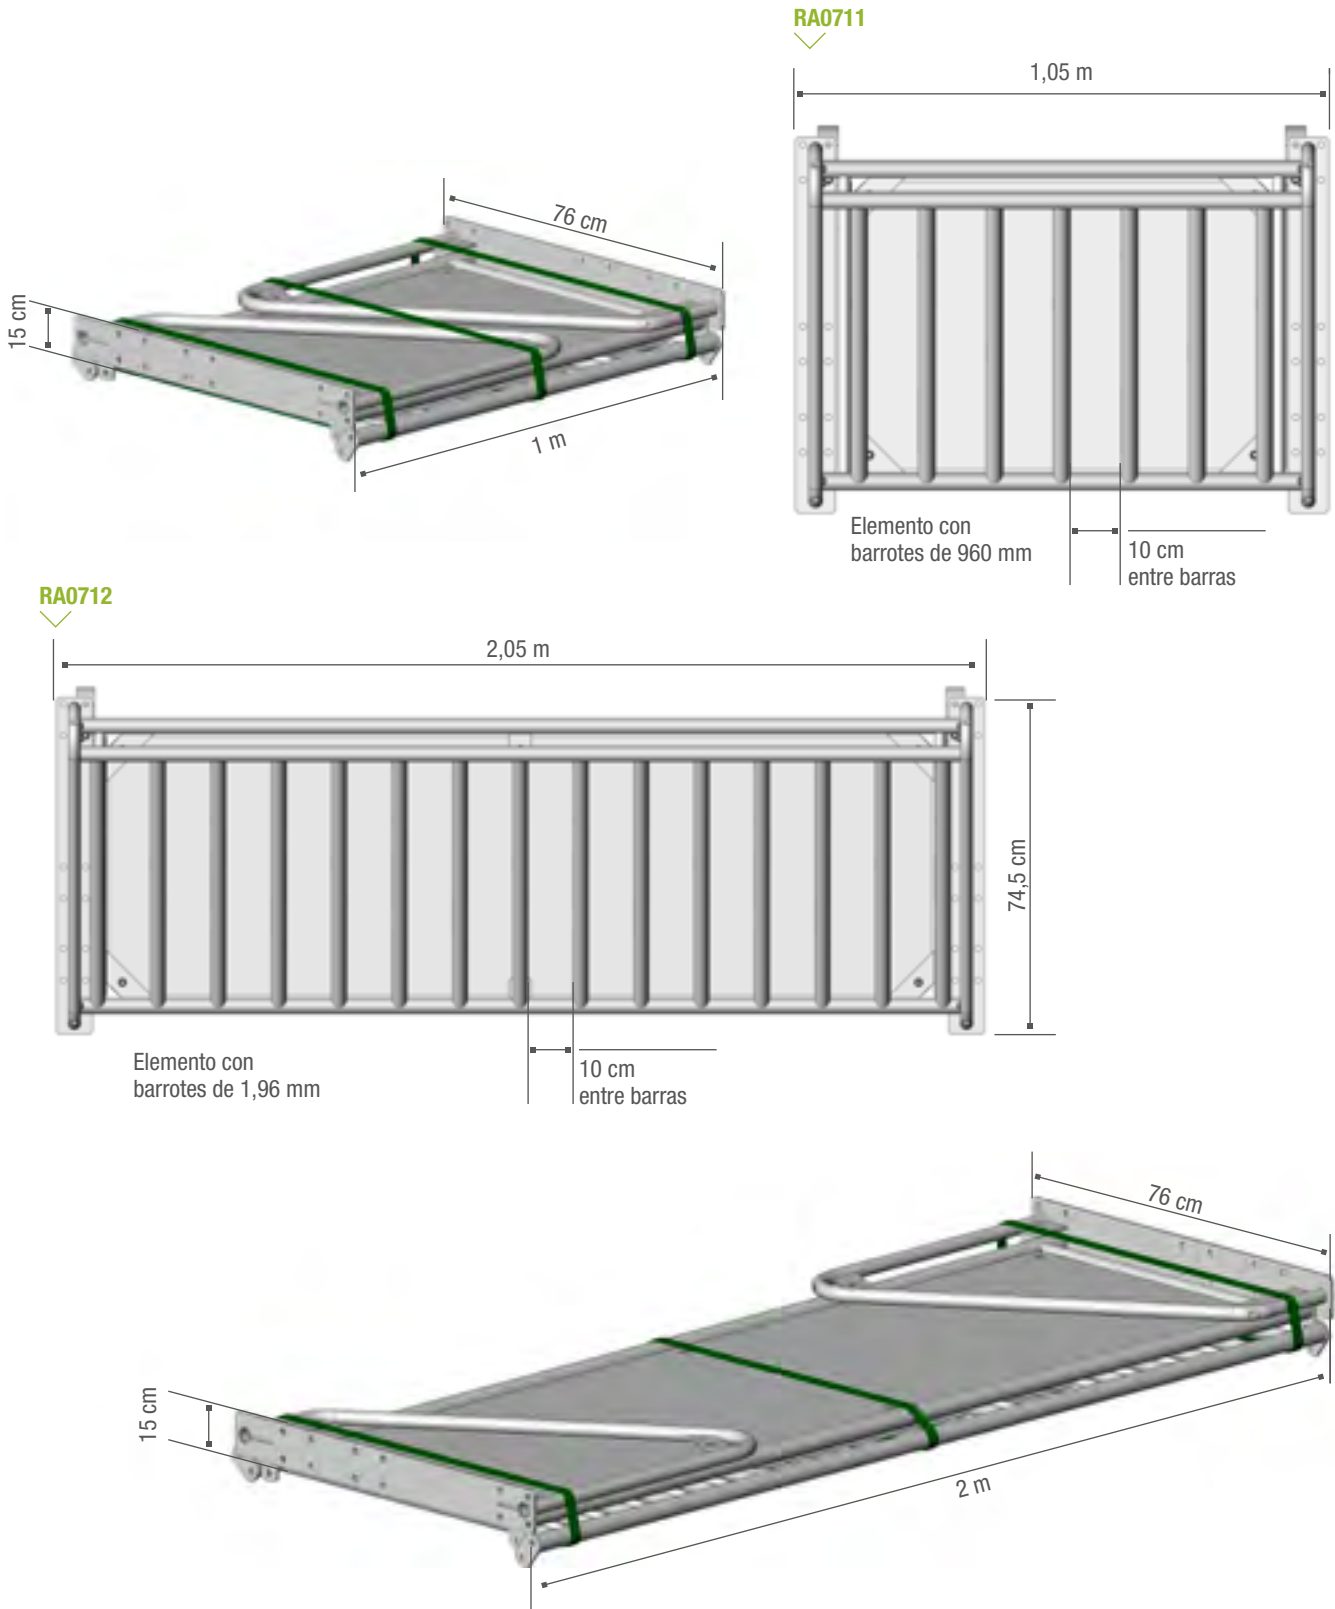 RA0711
1,05 m
76 cm
15 cm
1 m
Elemento con
barrotes de 960 mm
10 cm
entre barras
RA0712
2,05 m
74,5 cm
Elemento con
barrotes de 1,96 mm
10 cm
entre barras
76 cm
15 cm
2 m